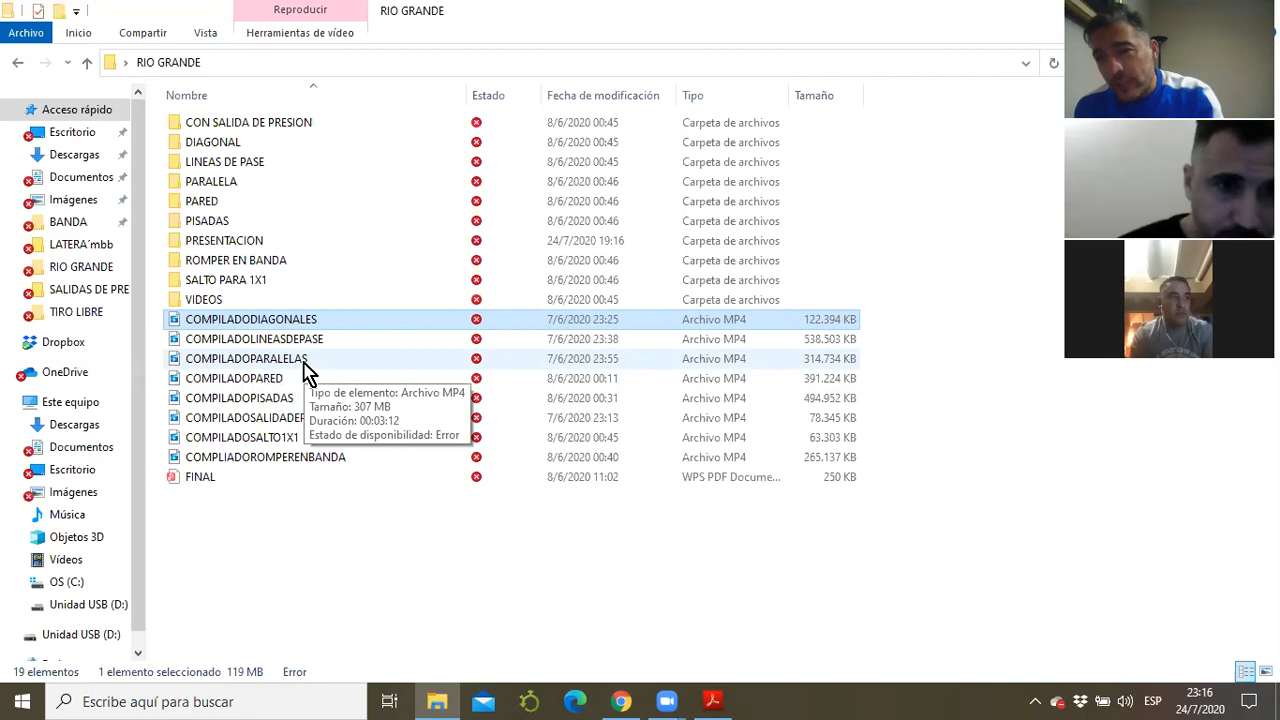 Reproducir RIO GRANDE
Archivo Inicio Compartir Vista Herramientas de vídeo
RIO GRANDE
Nombre Estado Fecha de modificación Tipo Tamaño
Acceso rápido
Escritorio
Descargas
Documentos
Imágenes
BANDA
LATERA´mbb
RIO GRANDE
SALIDAS DE PRE
TIRO LIBRE
Dropbox
OneDrive
Este equipo
Descargas
Documentos
Escritorio
Imágenes
Música
Objetos 3D
Vídeos
OS (C:)
Unidad USB (D:)
Unidad USB (D:)
CON SALIDA DE PRESION 8/6/2020 00:45 Carpeta de archivos
DIAGONAL 8/6/2020 00:45 Carpeta de archivos
LINEAS DE PASE 8/6/2020 00:45 Carpeta de archivos
PARALELA 8/6/2020 00:46 Carpeta de archivos
PARED 8/6/2020 00:46 Carpeta de archivos
PISADAS 8/6/2020 00:46 Carpeta de archivos
PRESENTACION 24/7/2020 19:16 Carpeta de archivos
ROMPER EN BANDA 8/6/2020 00:46 Carpeta de archivos
SALTO PARA 1X1 8/6/2020 00:46 Carpeta de archivos
VIDEOS 8/6/2020 00:45 Carpeta de archivos
COMPILADODIAGONALES 7/6/2020 23:25 Archivo MP4 122.394 KB
COMPILADOLINEASDEPASE 7/6/2020 23:38 Archivo MP4 538.503 KB
COMPILADOPARALELAS 7/6/2020 23:55 Archivo MP4 314.734 KB
COMPILADOPARED 8/6/2020 00:11 Archivo MP4 391.224 KB
COMPILADOPISADAS 8/6/2020 00:31 Archivo MP4 494.952 KB
COMPILADOSALIDADEP 7/6/2020 23:13 Archivo MP4 78.345 KB
COMPILADOSALTO1X1 8/6/2020 00:45 Archivo MP4 63.303 KB
COMPLIADOROMPERENBANDA 8/6/2020 00:40 Archivo MP4 265.137 KB
FINAL 8/6/2020 11:02 WPS PDF Docume... 250 KB
Tipo de elemento: Archivo MP4
Tamaño: 307 MB
Duración: 00:03:12
Estado de disponibilidad: Error
19 elementos 1 elemento seleccionado 119 MB Error
Escribe aquí para buscar
ESP
23:16
24/7/2020